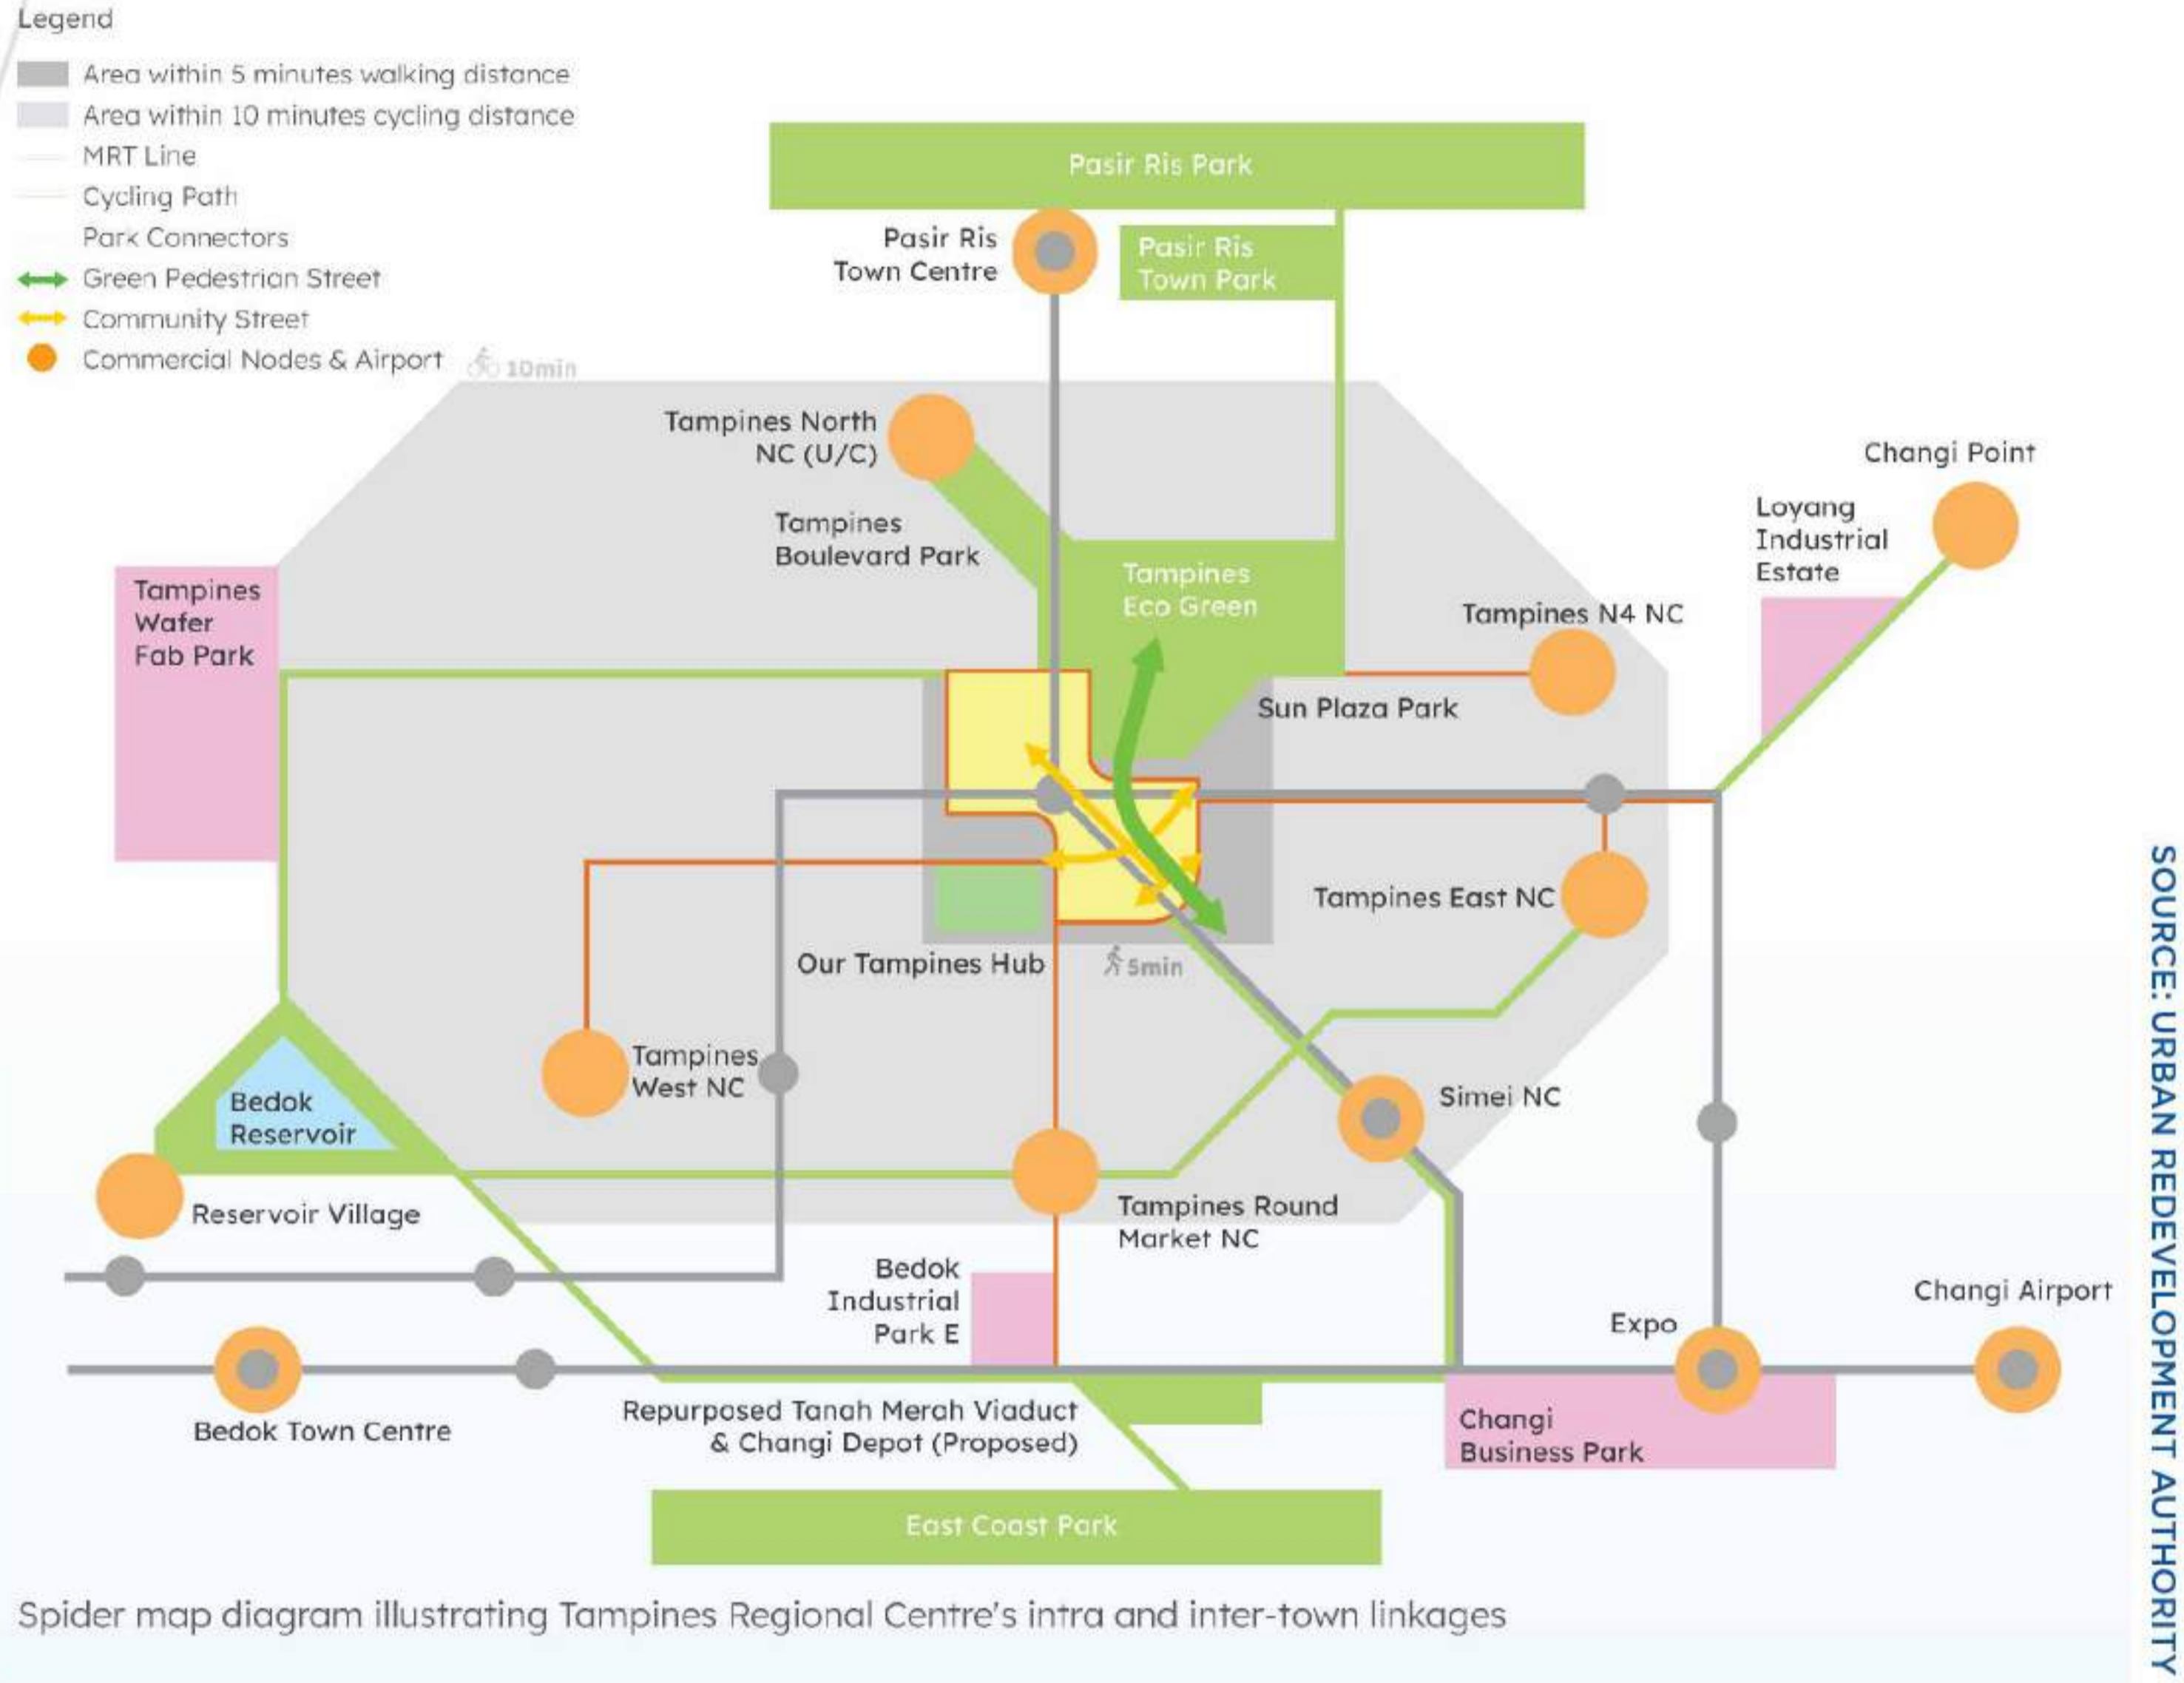 Legend
Area within 5 minutes walking distance
Area within 10 minutes cycling distance
MRT Line
Cycling Path
Park Connectors
Green Pedestrian Street
Community Street
Commercial Nodes & Airport
10min
Pasir Ris Park
Pasir Ris
Town Centre
Pasir Ris
Town Park
Tampines North
NC (U/C)
Tampines
Boulevard Park
Tampines
Eco Green
Changi Point
Loyang
Industrial
Estate
Tampines
Wafer
Fab Park
Tampines N4 NC
Sun Plaza Park
Tampines East NC
Our Tampines Hub
5min
Tampines
West NC
Bedok
Reservoir
Simei NC
Reservoir Village
Tampines Round
Market NC
Bedok
Industrial
Park E
Expo
Changi Airport
Bedok Town Centre
Repurposed Tanah Merah Viaduct
& Changi Depot (Proposed)
Changi
Business Park
East Coast Park
Spider map diagram illustrating Tampines Regional Centre's intra and inter-town linkages
SOURCE: URBAN REDEVELOPMENT AUTHORITY